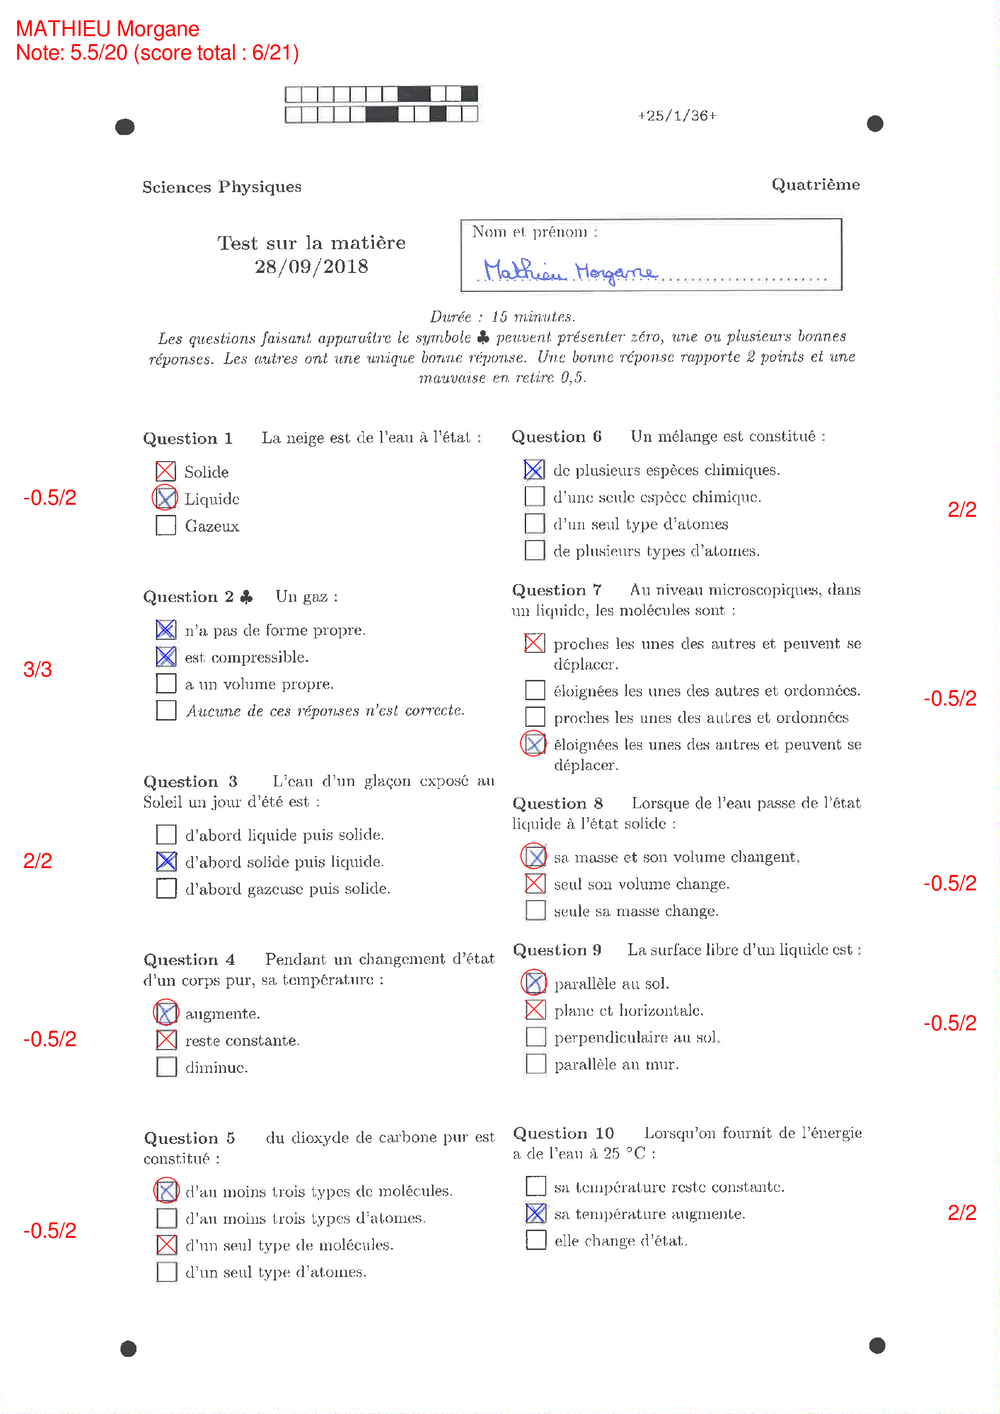 MATHIEU Morgane
Note: 5.5/20 (score total : 6/21)
+25/1/36+
Sciences Physiques
Quatrième
Test sur la matière
28/09/2018
Nom et prénom :
Mathieu Morgane
Durée : 15 minutes.
Les questions faisant apparaître le symbole ♣ peuvent présenter zéro, une ou plusieurs bonnes
réponses. Les autres ont une unique bonne réponse. Une bonne réponse rapporte 2 points et une
mauvaise en retire 0,5.
Question 1 La neige est de l'eau à l'état :
Solide
-0.5/2
Liquide
Gazeux
Question 2 ♣ Un gaz :
n'a pas de forme propre.
est compressible.
3/3
a un volume propre.
Aucune de ces réponses n'est correcte.
Question 3 L'eau d'un glaçon exposé au
Soleil un jour d'été est :
d'abord liquide puis solide.
2/2
d'abord solide puis liquide.
d'abord gazeuse puis solide.
Question 4 Pendant un changement d'état
d'un corps pur, sa température :
augmente.
-0.5/2
reste constante.
diminue.
Question 5 du dioxyde de carbone pur est
constitué :
d'au moins trois types de molécules.
d'au moins trois types d'atomes.
-0.5/2
d'un seul type de molécules.
d'un seul type d'atomes.
Question 6 Un mélange est constitué :
de plusieurs espèces chimiques.
d'une seule espèce chimique.
2/2
d'un seul type d'atomes
de plusieurs types d'atomes.
Question 7 Au niveau microscopiques, dans
un liquide, les molécules sont :
proches les unes des autres et peuvent se
déplacer.
éloignées les unes des autres et ordonnées.
-0.5/2
proches les unes des autres et ordonnées
éloignées les unes des autres et peuvent se
déplacer.
Question 8 Lorsque de l'eau passe de l'état
liquide à l'état solide :
sa masse et son volume changent.
seul son volume change.
-0.5/2
seule sa masse change.
Question 9 La surface libre d'un liquide est :
parallèle au sol.
plane et horizontale.
-0.5/2
perpendiculaire au sol.
parallèle au mur.
Question 10 Lorsqu'on fournit de l'énergie
a de l'eau à 25 °C :
sa température reste constante.
sa température augmente.
2/2
elle change d'état.